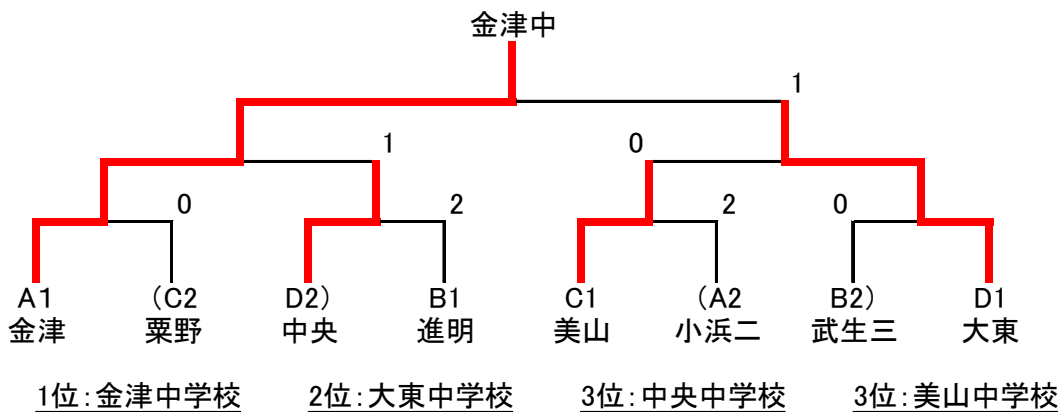 金津中
1
1 0
0 2 2 0
A1 (C2 D2) B1 C1 (A2 B2) D1
金津 粟野 中央 進明 美山 小浜二 武生三 大東
1位:金津中学校 2位:大東中学校 3位:中央中学校 3位:美山中学校